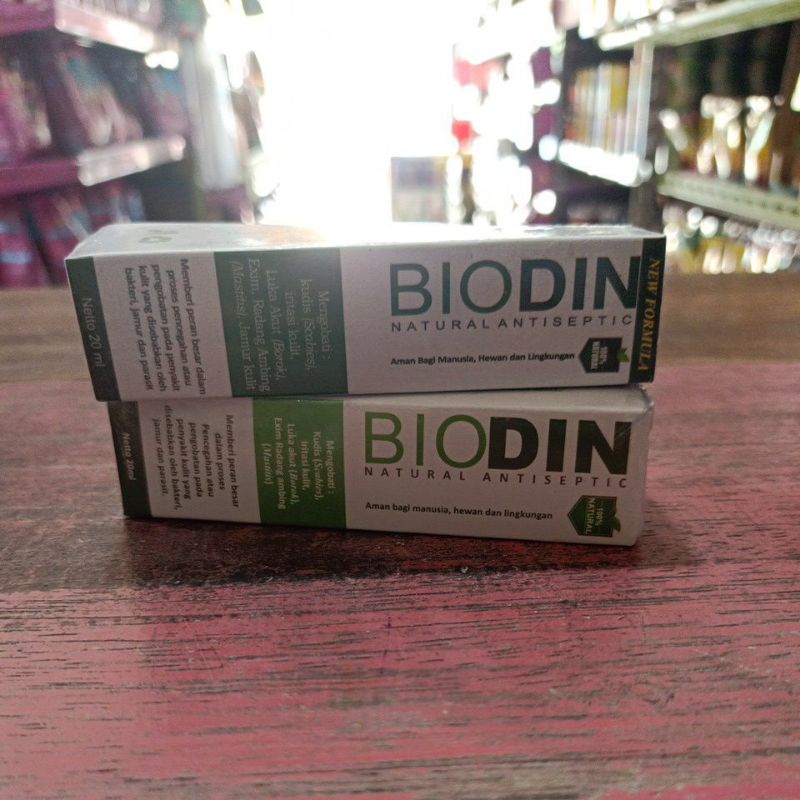 BIODIN
NATURAL ANTISEPTIC
Aman Bagi Manusia, Hewan dan Lingkungan
100%
NATURAL
NEW FORMULA
Mengobati :
kudis (Scabies),
iritasi kulit,
Luka Akut (Borok),
Exim, Radang Ambing
(Mastitis), Jamur kulit
Memberi peran besar dalam
proses pencegahan atau
pengobatan pada penyakit
kulit yang disebabkan oleh
bakteri, jamur dan parasit.
Netto 20 ml
BIODIN
NATURAL ANTISEPTIC
Aman bagi manusia, hewan dan lingkungan
100%
NATURAL
Mengobati :
Kudis (Scabies),
Iritasi kulit,
Luka akut (Borok),
Exim Radang ambing
(Mastitis)
Memberi peran besar
dalam proses
Pencegahan atau
pengobatan pada
penyakit kulit yang
disebabkan oleh bakteri,
jamur dan parasit.
Netto 20ml